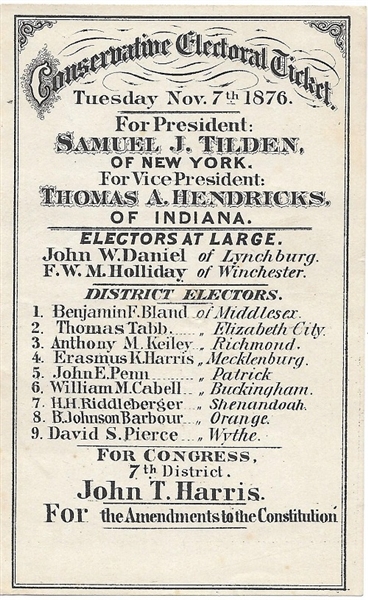 Conservative Electoral Ticket.
Tuesday Nov. 7th 1876.
For President:
SAMUEL J. TILDEN,
OF NEW YORK.
For Vice President:
THOMAS A. HENDRICKS,
OF INDIANA.
ELECTORS AT LARGE.
John W. Daniel of Lynchburg.
F. W. M. Holliday of Winchester.
DISTRICT ELECTORS.
1. Benjamin F. Bland of Middlesex
2. Thomas Tabb...... „ Elizabeth City.
3. Anthony M. Keiley „ Richmond.
4. Erasmus K. Harris „ Mecklenburg.
5. John E. Penn...... „ Patrick
6. William M. Cabell.. „ Buckingham.
7. H. H. Riddleberger... „ Shenandoah.
8. B. Johnson Barbour.... „ Orange.
9. David S. Pierce.... „ Wythe.
FOR CONGRESS,
7th District.
John T. Harris.
For the Amendments to the Constitution